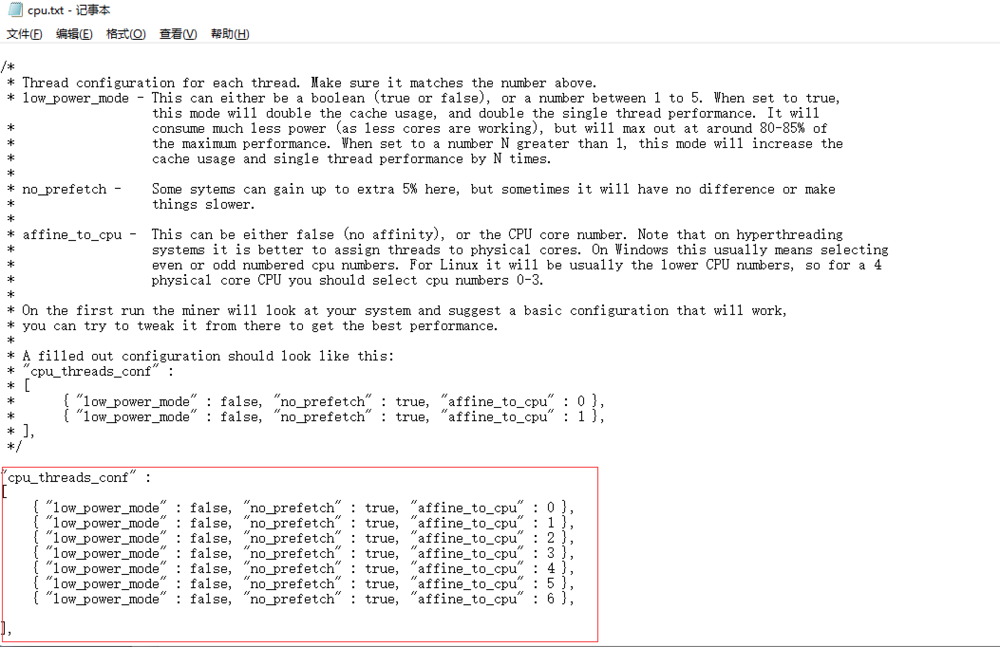 cpu.txt - 记事本
文件(F) 编辑(E) 格式(O) 查看(V) 帮助(H)
/*
 * Thread configuration for each thread. Make sure it matches the number above.
 * low_power_mode - This can either be a boolean (true or false), or a number between 1 to 5. When set to true,
                    this mode will double the cache usage, and double the single thread performance. It will
 *                  consume much less power (as less cores are working), but will max out at around 80-85% of
 *                  the maximum performance. When set to a number N greater than 1, this mode will increase the
 *                  cache usage and single thread performance by N times.
 *
 * no_prefetch -    Some sytems can gain up to extra 5% here, but sometimes it will have no difference or make
 *                  things slower.
 *
 * affine_to_cpu -  This can be either false (no affinity), or the CPU core number. Note that on hyperthreading
 *                  systems it is better to assign threads to physical cores. On Windows this usually means selecting
 *                  even or odd numbered cpu numbers. For Linux it will be usually the lower CPU numbers, so for a 4
 *                  physical core CPU you should select cpu numbers 0-3.
 *
 * On the first run the miner will look at your system and suggest a basic configuration that will work,
 * you can try to tweak it from there to get the best performance.
 *
 * A filled out configuration should look like this:
 * "cpu_threads_conf" :
 * [
 *      { "low_power_mode" : false, "no_prefetch" : true, "affine_to_cpu" : 0 },
 *      { "low_power_mode" : false, "no_prefetch" : true, "affine_to_cpu" : 1 },
 * ],
 */
"cpu_threads_conf" :
[
    { "low_power_mode" : false, "no_prefetch" : true, "affine_to_cpu" : 0 },
    { "low_power_mode" : false, "no_prefetch" : true, "affine_to_cpu" : 1 },
    { "low_power_mode" : false, "no_prefetch" : true, "affine_to_cpu" : 2 },
    { "low_power_mode" : false, "no_prefetch" : true, "affine_to_cpu" : 3 },
    { "low_power_mode" : false, "no_prefetch" : true, "affine_to_cpu" : 4 },
    { "low_power_mode" : false, "no_prefetch" : true, "affine_to_cpu" : 5 },
    { "low_power_mode" : false, "no_prefetch" : true, "affine_to_cpu" : 6 },
],